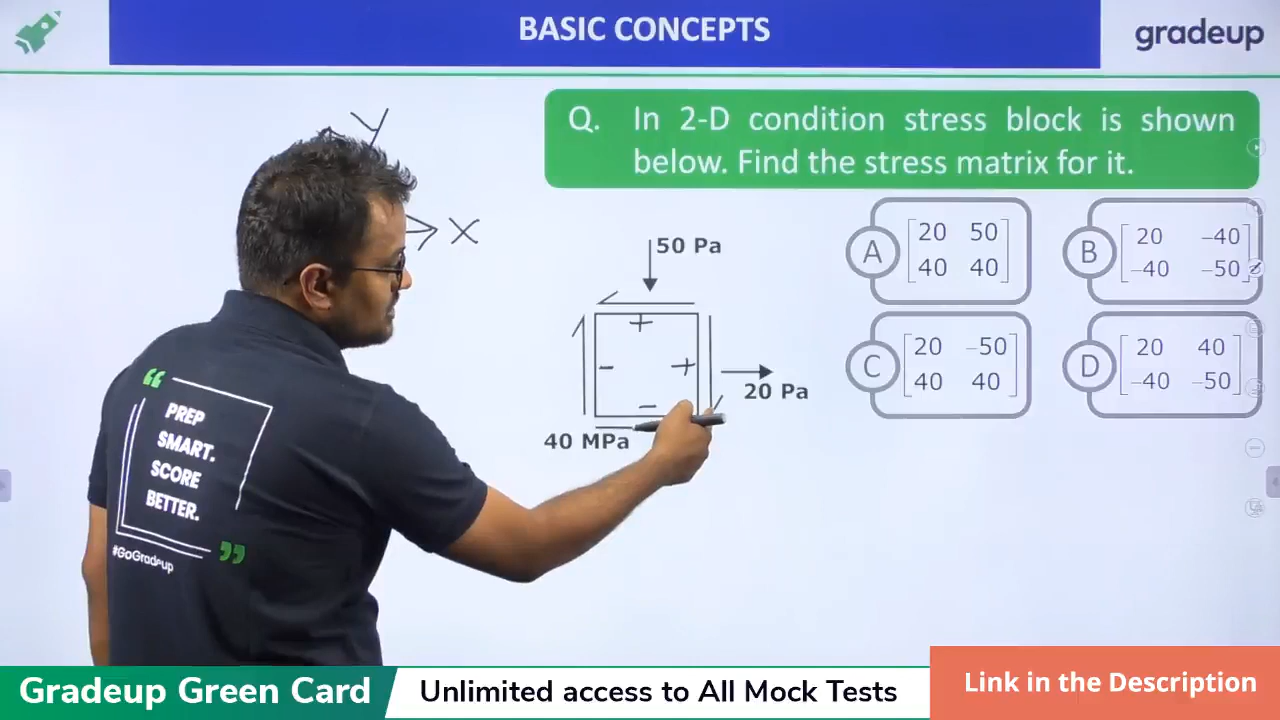 BASIC CONCEPTS
gradeup
Q. In 2-D condition stress block is shown
below. Find the stress matrix for it.
Y
X
50 Pa
+
-
+
-
20 Pa
40 MPa
A
20 50
40 40
B
20 -40
-40 -50
C
20 -50
40 40
D
20 40
-40 -50
“
PREP
SMART.
SCORE
BETTER.
”
#GoGradeup
Gradeup Green Card
Unlimited access to All Mock Tests
Link in the Description